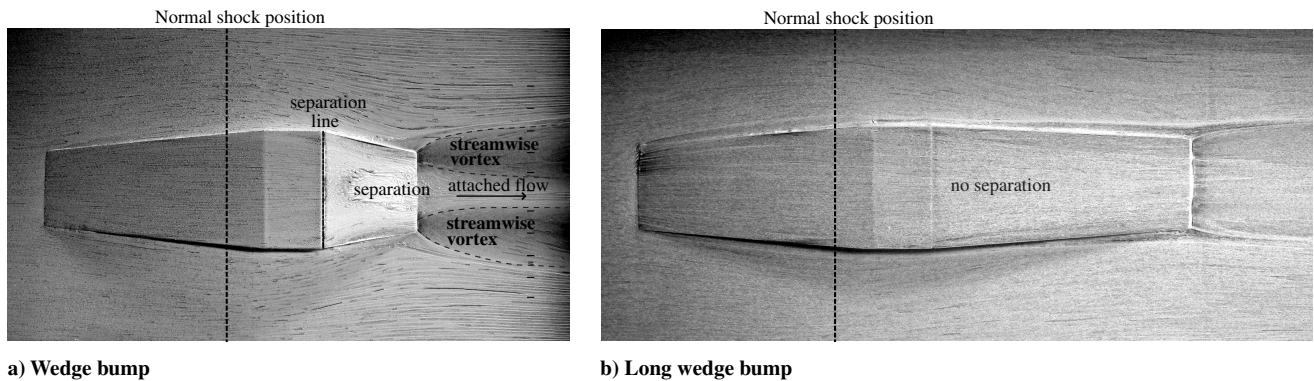 Normal shock position
separation
line
streamwise
vortex
separation
attached flow
streamwise
vortex
a) Wedge bump
Normal shock position
no separation
b) Long wedge bump